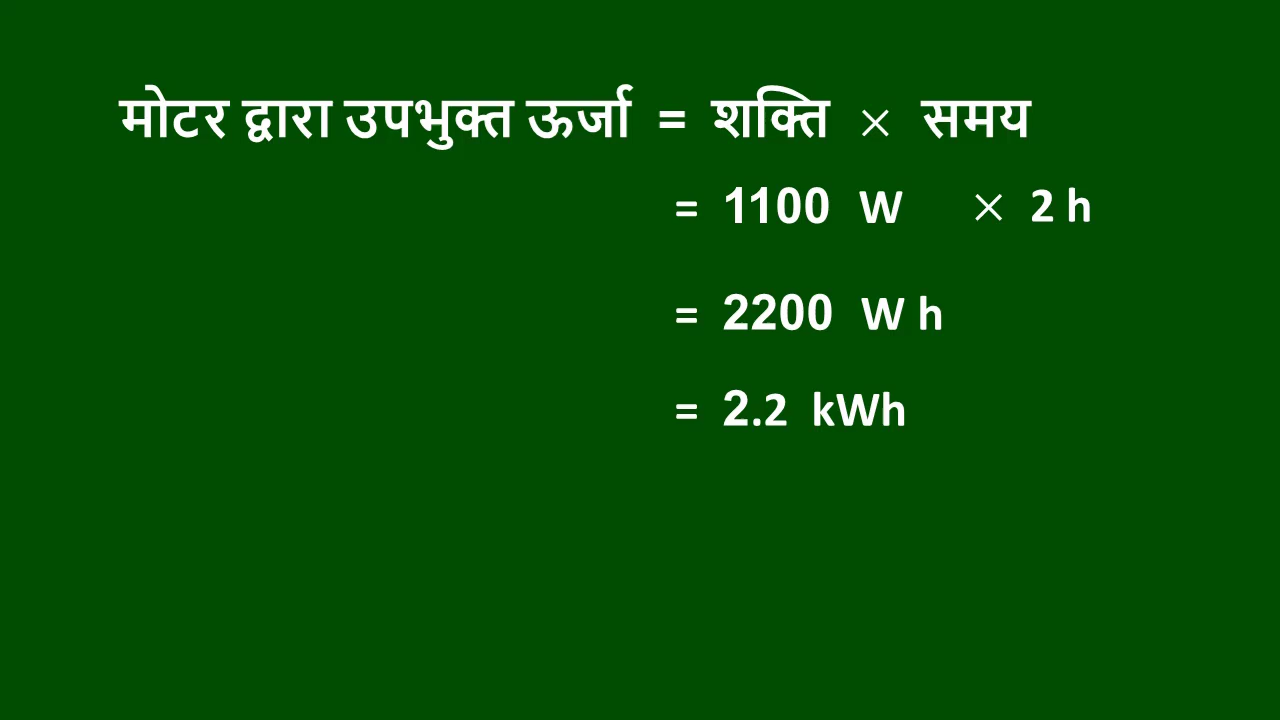 मोटर द्वारा उपभुक्त ऊर्जा = शक्ति × समय
= 1100 W × 2 h
= 2200 W h
= 2.2 kWh